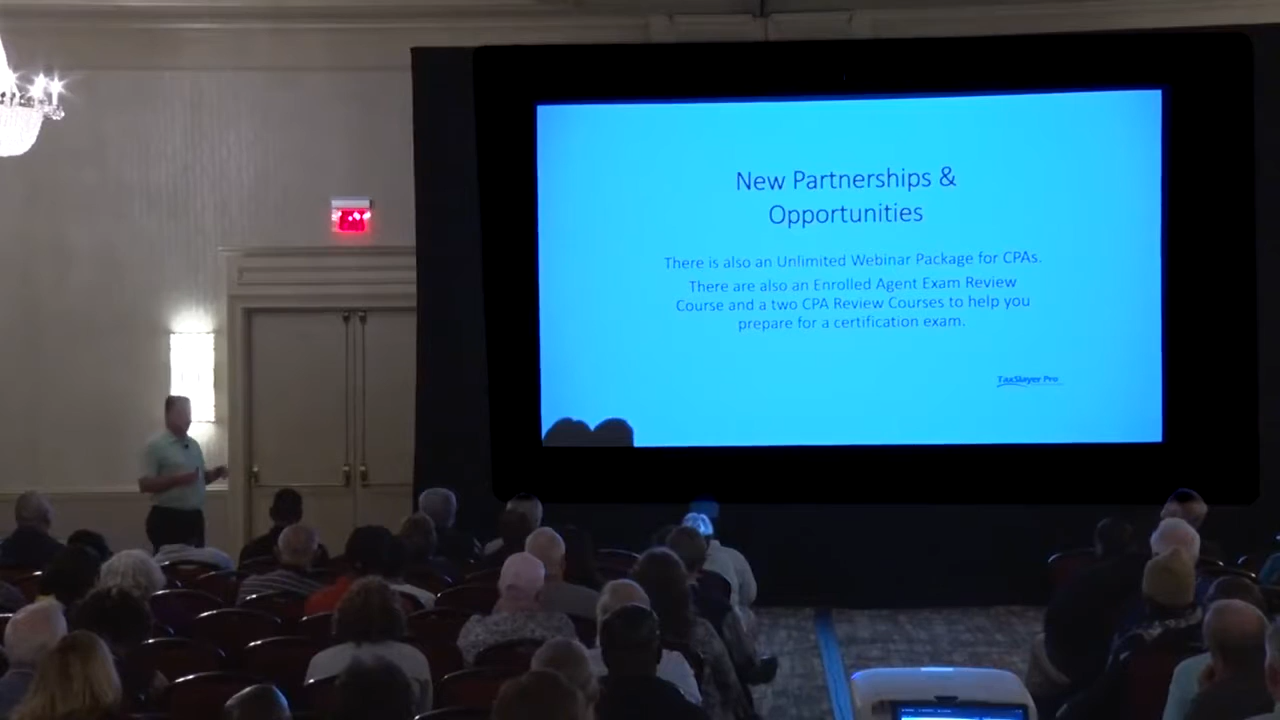 New Partnerships &
Opportunities
There is also an Unlimited Webinar Package for CPAs.
There are also an Enrolled Agent Exam Review
Course and a two CPA Review Courses to help you
prepare for a certification exam.
TaxSlayer Pro